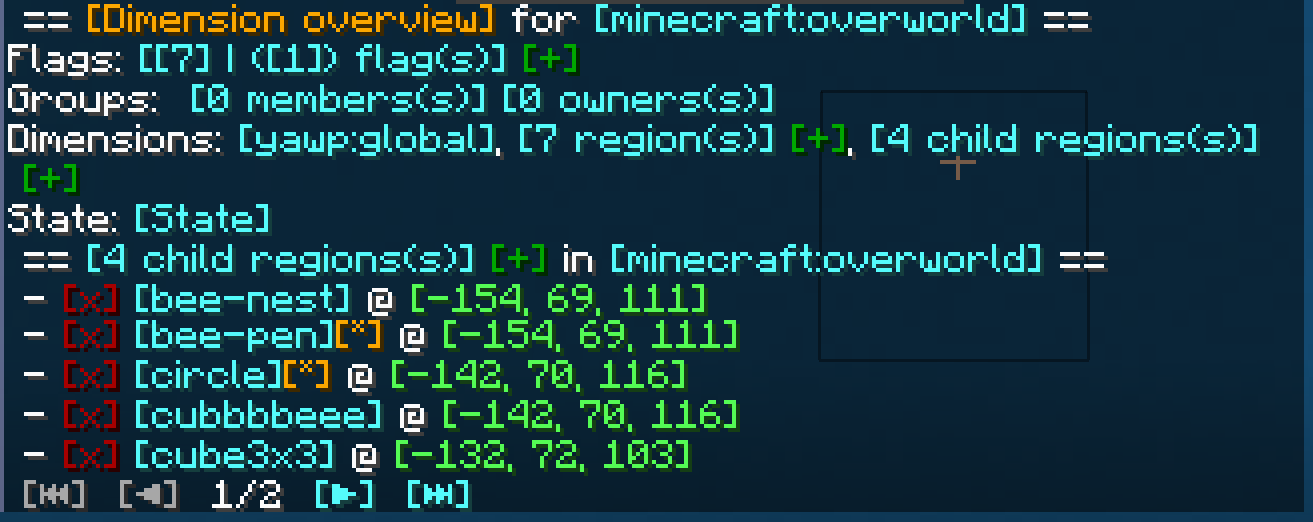 == [Dimension overview] for [minecraft:overworld] ==
Flags: [[7] | ([1]) flag(s)] [+]
Groups: [0 members(s)] [0 owners(s)]
Dimensions: [yawp:global], [7 region(s)] [+], [4 child regions(s)]
[+]
State: [State]
== [4 child regions(s)] [+] in [minecraft:overworld] ==
- [x] [bee-nest] @ [-154, 69, 111]
- [x] [bee-pen][*] @ [-154, 69, 111]
- [x] [circle][*] @ [-142, 70, 116]
- [x] [cubbbbeee] @ [-142, 70, 116]
- [x] [cube3x3] @ [-132, 72, 103]
[⏮] [◀] 1/2 [▶] [⏭]